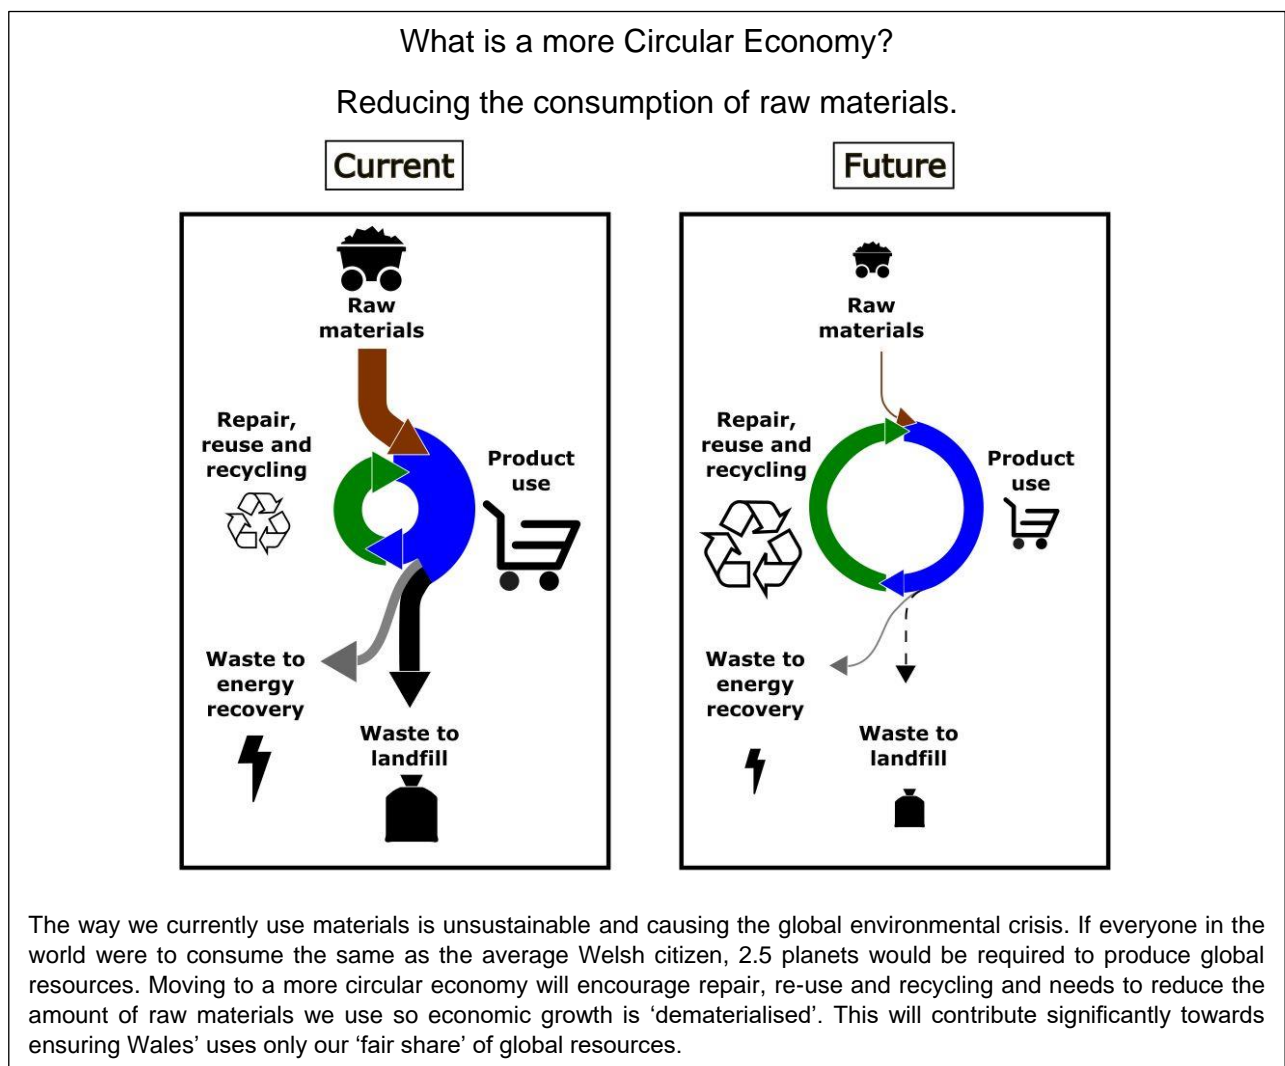 What is a more Circular Economy?
Reducing the consumption of raw materials.
Current
Raw
materials
Repair,
reuse and
recycling
Product
use
Waste to
energy
recovery
Waste to
landfill
Future
Raw
materials
Repair,
reuse and
recycling
Product
use
Waste to
energy
recovery
Waste to
landfill
The way we currently use materials is unsustainable and causing the global environmental crisis. If everyone in the
world were to consume the same as the average Welsh citizen, 2.5 planets would be required to produce global
resources. Moving to a more circular economy will encourage repair, re-use and recycling and needs to reduce the
amount of raw materials we use so economic growth is ‘dematerialised’. This will contribute significantly towards
ensuring Wales’ uses only our ‘fair share’ of global resources.